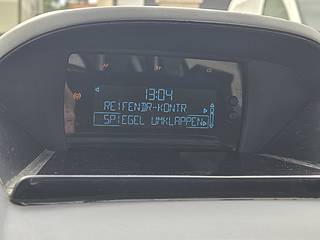 13:04
REIFENDR-KONTR
SPIEGEL UMKLAPPEN